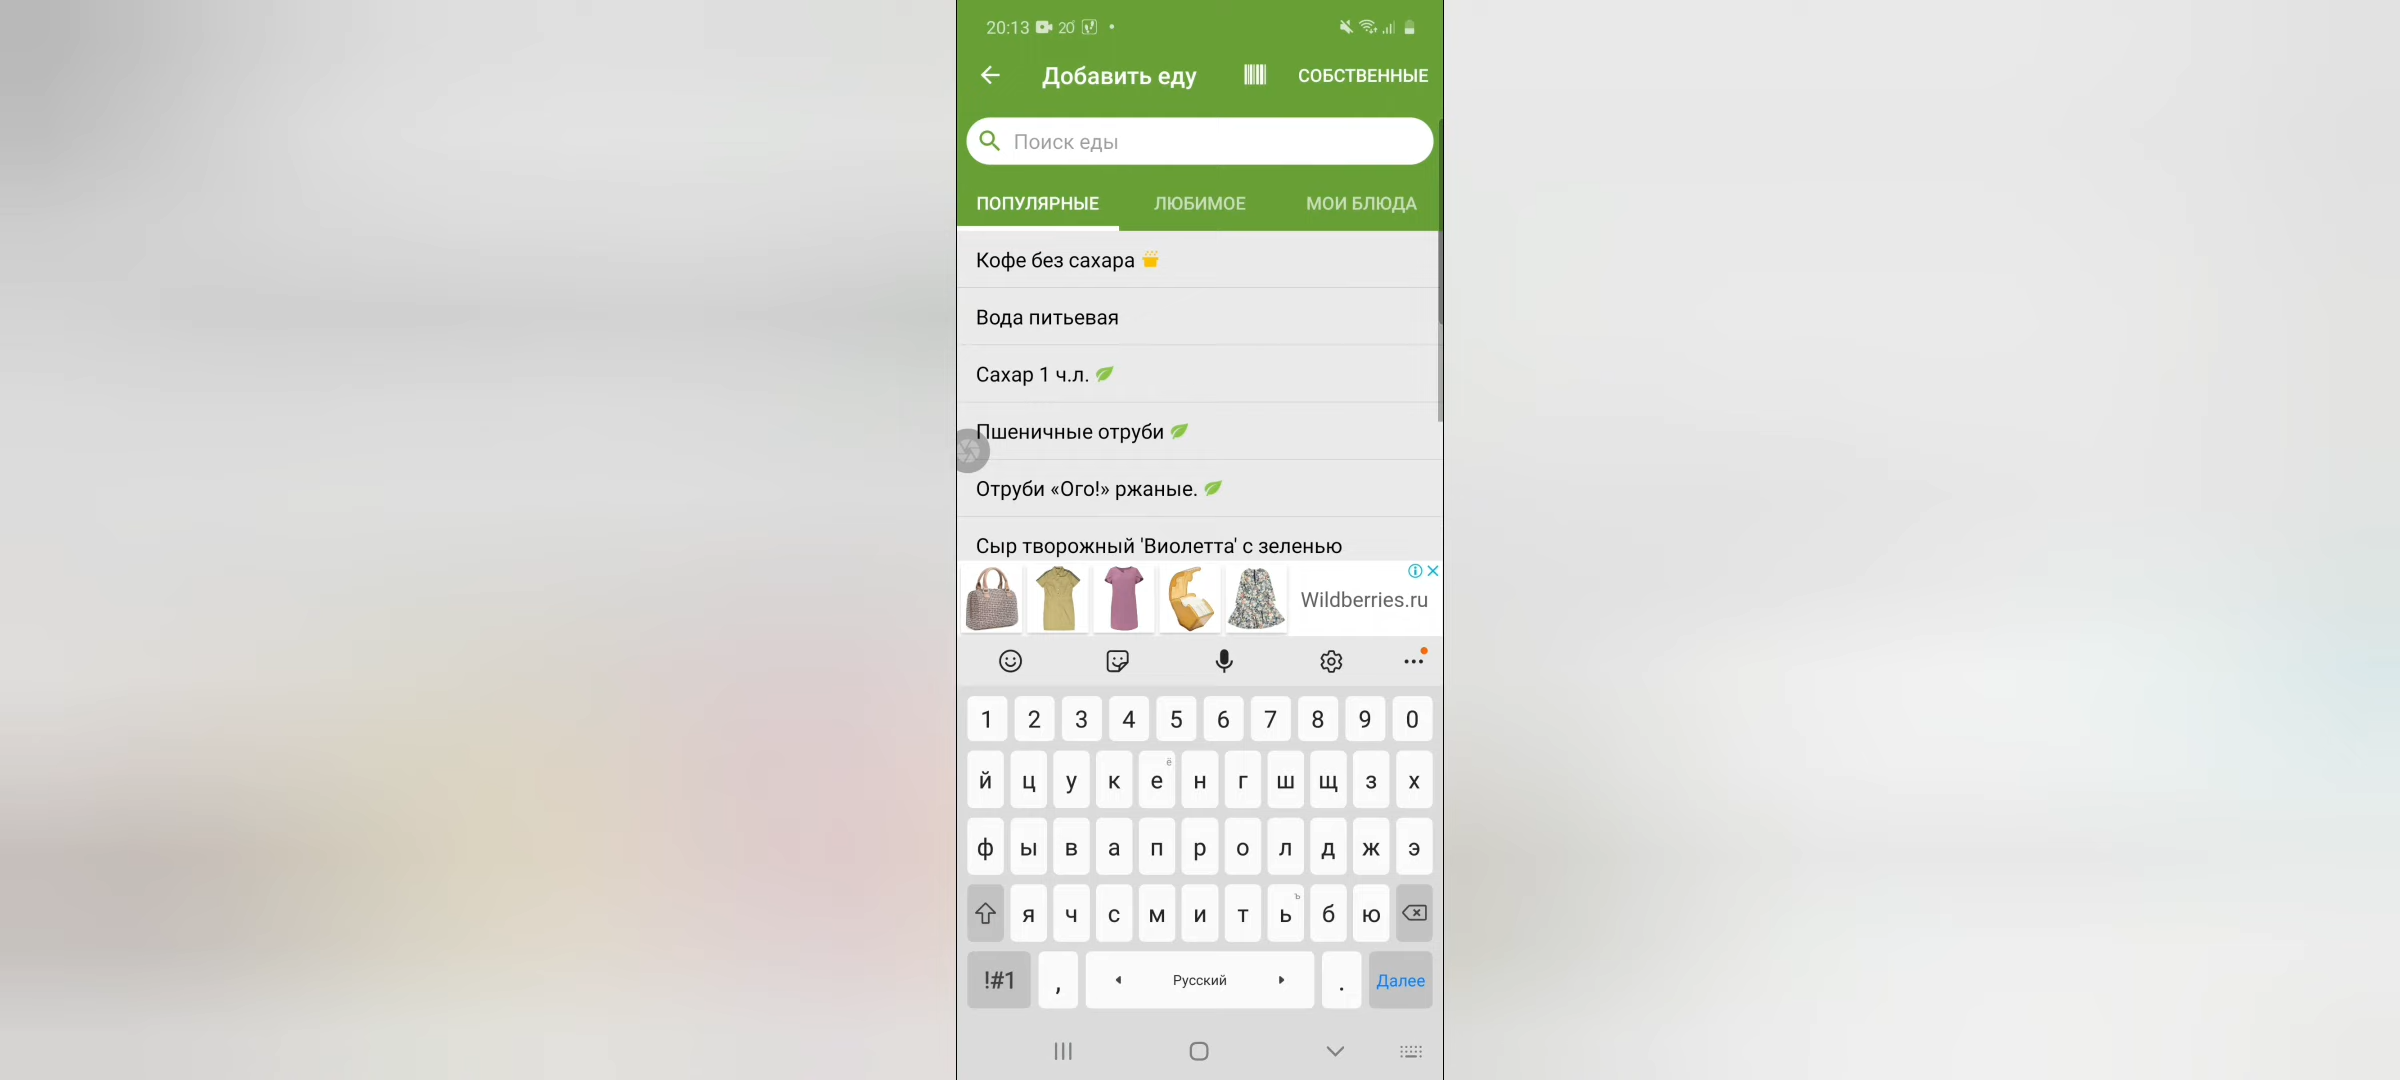 20:13 20°
Добавить еду СОБСТВЕННЫЕ
Поиск еды
ПОПУЛЯРНЫЕ ЛЮБИМОЕ МОИ БЛЮДА
Кофе без сахара
Вода питьевая
Сахар 1 ч.л.
Пшеничные отруби
Отруби «Ого!» ржаные.
Сыр творожный 'Виолетта' с зеленью
Wildberries.ru
1 2 3 4 5 6 7 8 9 0
й ц у к е ё н г ш щ з х
ф ы в а п р о л д ж э
я ч с м и т ь ъ б ю
!#1 , Русский . Далее